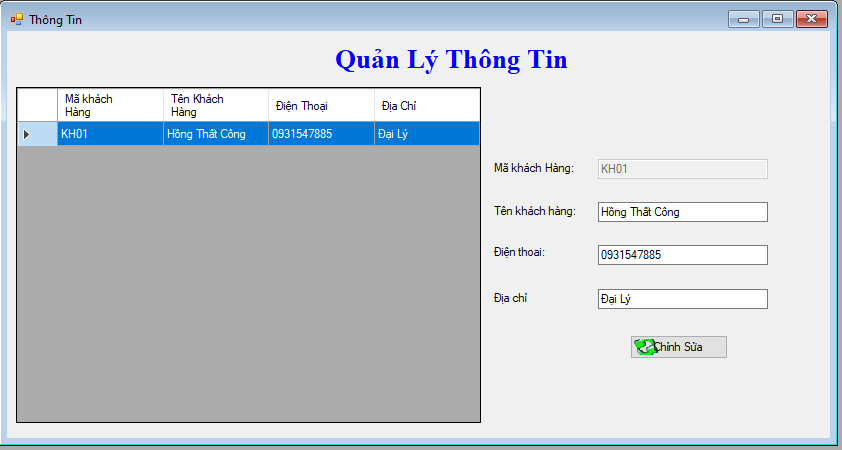 Thông Tin
Quản Lý Thông Tin
Mã khách Hàng
Tên Khách Hàng
Điện Thoại
Địa Chỉ
KH01
Hồng Thất Công
0931547885
Đại Lý
Mã khách Hàng:
KH01
Tên khách hàng:
Hồng Thất Công
Điện thoai:
0931547885
Địa chỉ
Đại Lý
Chỉnh Sửa